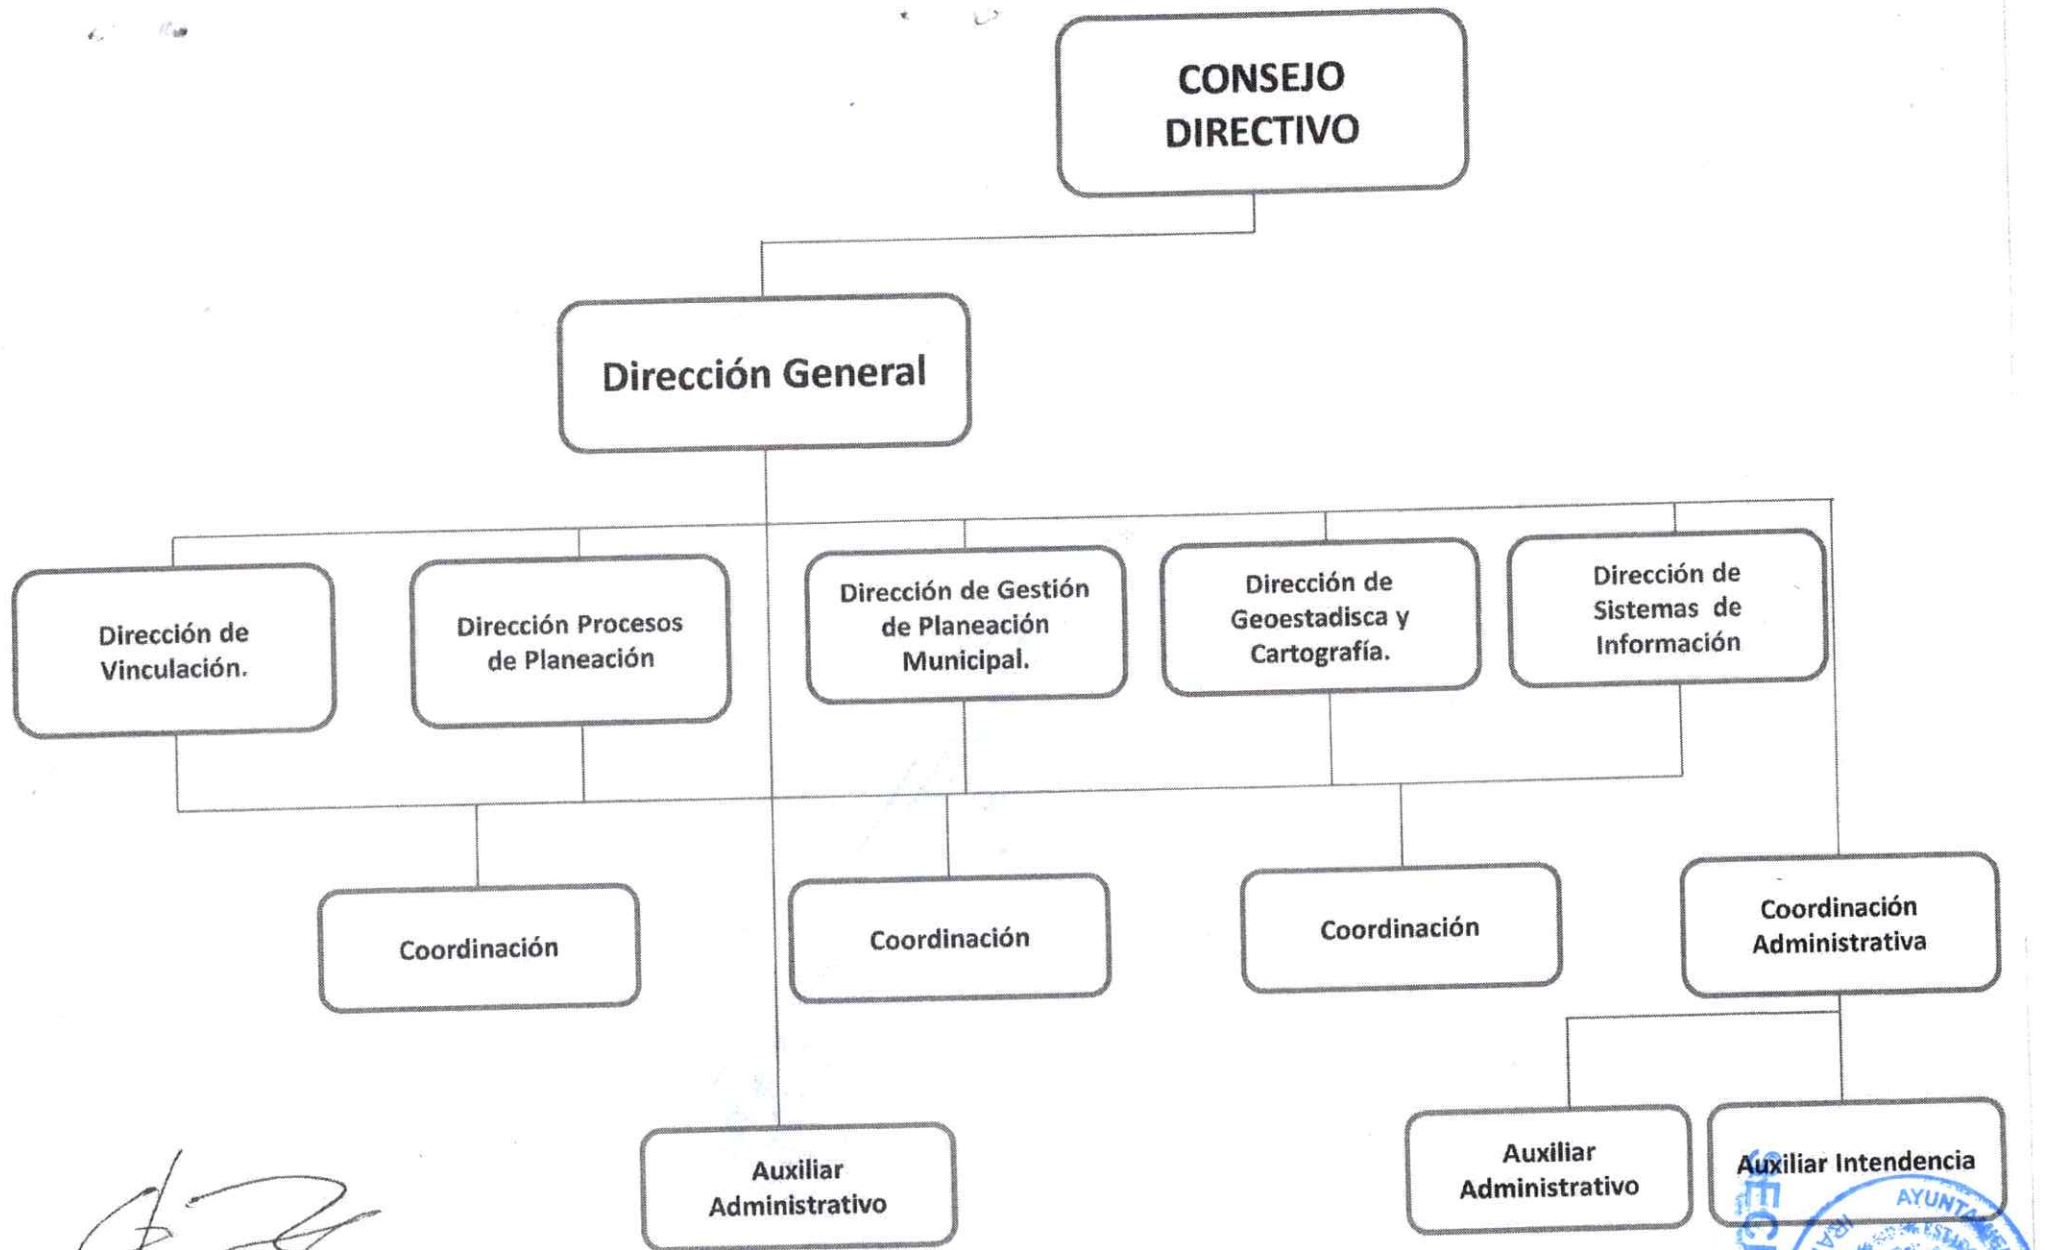 CONSEJO
DIRECTIVO
Dirección General
Dirección de
Vinculación.
Dirección Procesos
de Planeación
Dirección de Gestión
de Planeación
Municipal.
Dirección de
Geoestadisca y
Cartografía.
Dirección de
Sistemas de
Información
Coordinación
Coordinación
Coordinación
Coordinación
Administrativa
Auxiliar
Administrativo
Auxiliar
Administrativo
Auxiliar Intendencia